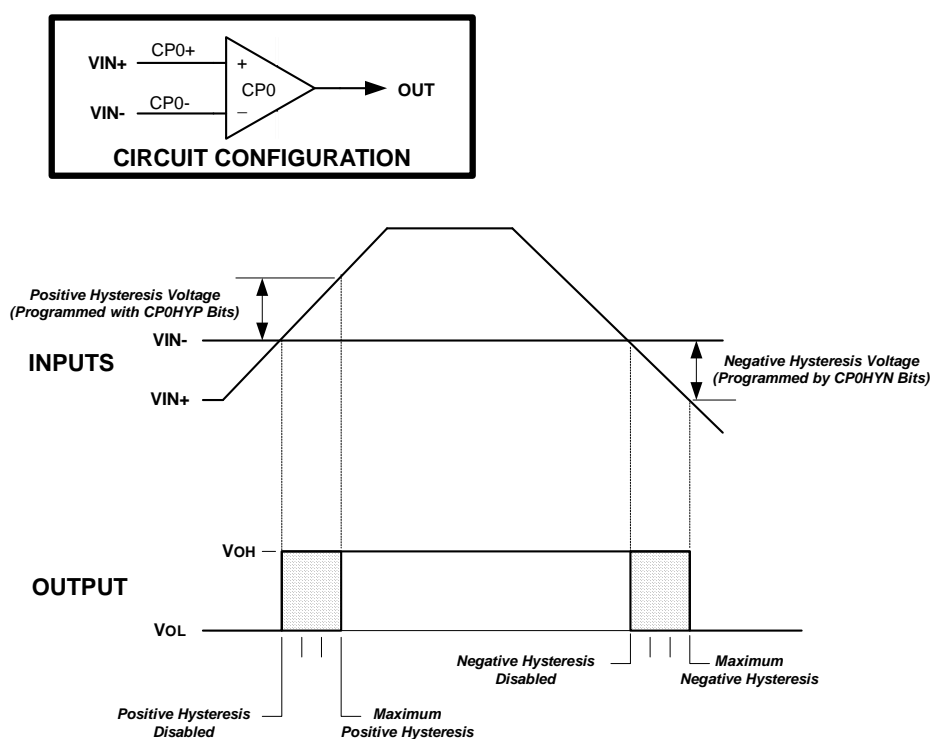 VIN+
CP0+
+
CP0
OUT
VIN-
CP0-
–
CIRCUIT CONFIGURATION
Positive Hysteresis Voltage
(Programmed with CP0HYP Bits)
VIN-
INPUTS
Negative Hysteresis Voltage
(Programmed by CP0HYN Bits)
VIN+
VOH
OUTPUT
VOL
Negative Hysteresis
Disabled
Maximum
Negative Hysteresis
Positive Hysteresis
Disabled
Maximum
Positive Hysteresis